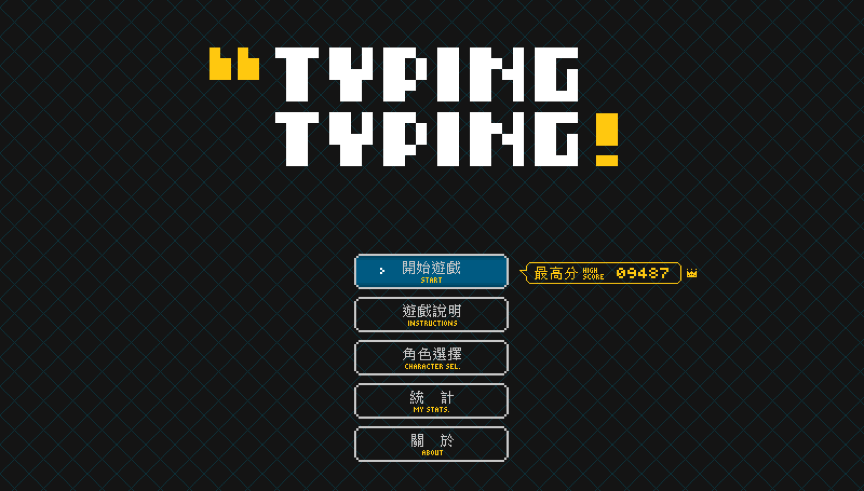 “TYPING
TYPING!
> 開始遊戲
START
最高分 HIGH SCORE 09487
遊戲說明
INSTRUCTIONS
角色選擇
CHARACTER SEL.
統 計
MY STATS.
關 於
ABOUT